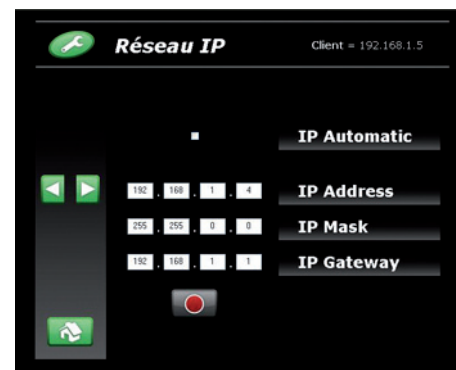 Réseau IP Client = 192.168.1.5
IP Automatic
192 . 168 . 1 . 4 IP Address
255 . 255 . 0 . 0 IP Mask
192 . 168 . 1 . 1 IP Gateway